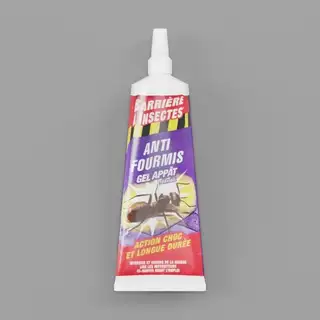 BARRIÈRE
INSECTES
ANTI
FOURMIS
GEL APPÂT
ACTION CHOC
ET LONGUE DURÉE